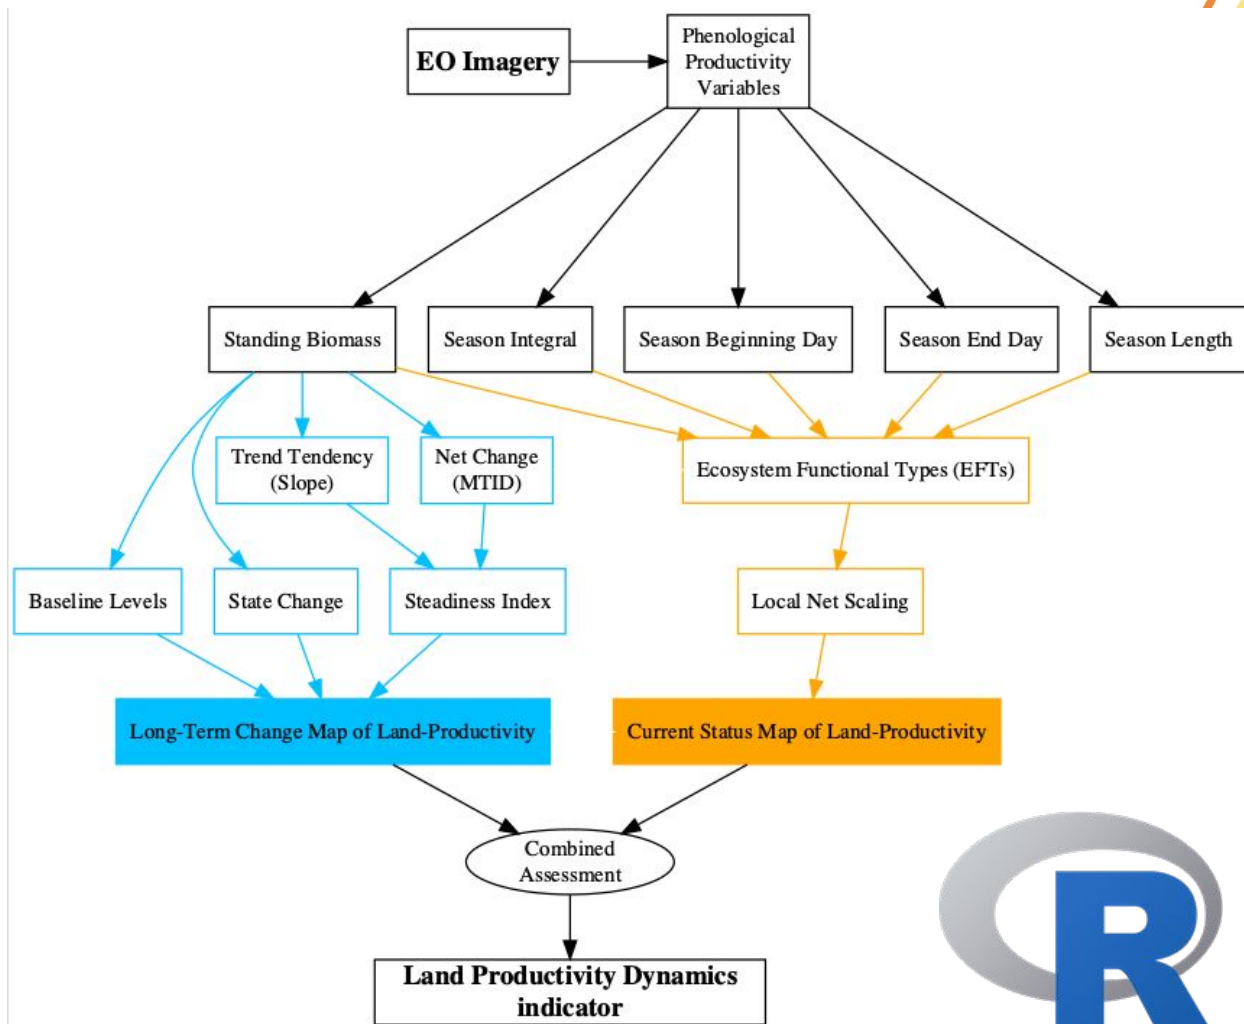 EO Imagery
Phenological
Productivity
Variables
Standing Biomass
Season Integral
Season Beginning Day
Season End Day
Season Length
Trend Tendency
(Slope)
Net Change
(MTID)
Ecosystem Functional Types (EFTs)
Baseline Levels
State Change
Steadiness Index
Local Net Scaling
Long-Term Change Map of Land-Productivity
Current Status Map of Land-Productivity
Combined
Assessment
Land Productivity Dynamics
indicator
R